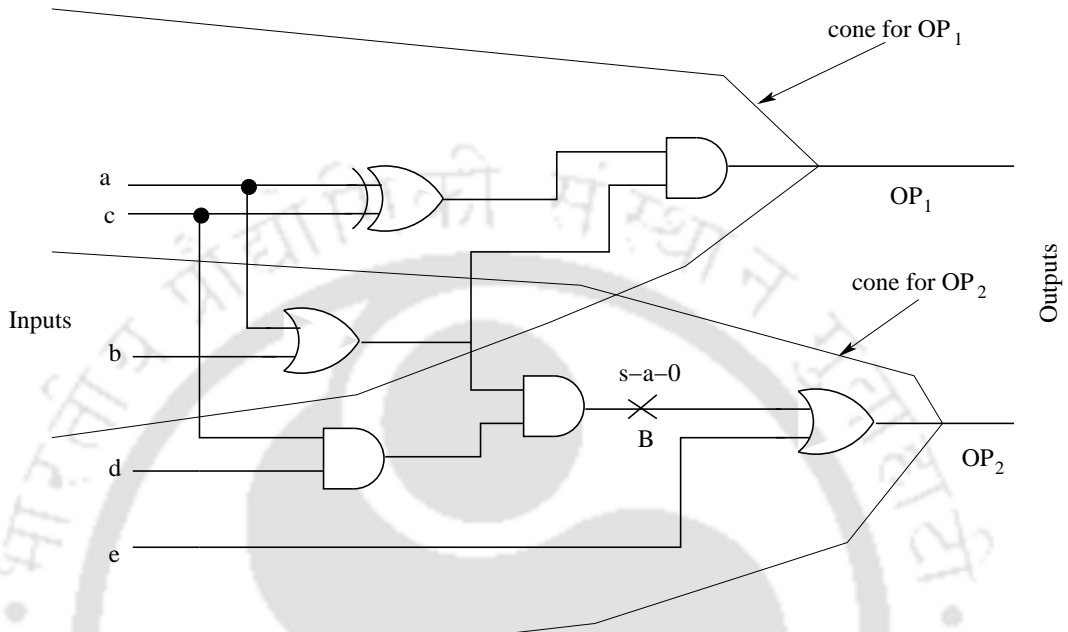 cone for OP1
a
c
OP1
cone for OP2
Inputs
Outputs
b
s–a–0
B
d
OP2
e